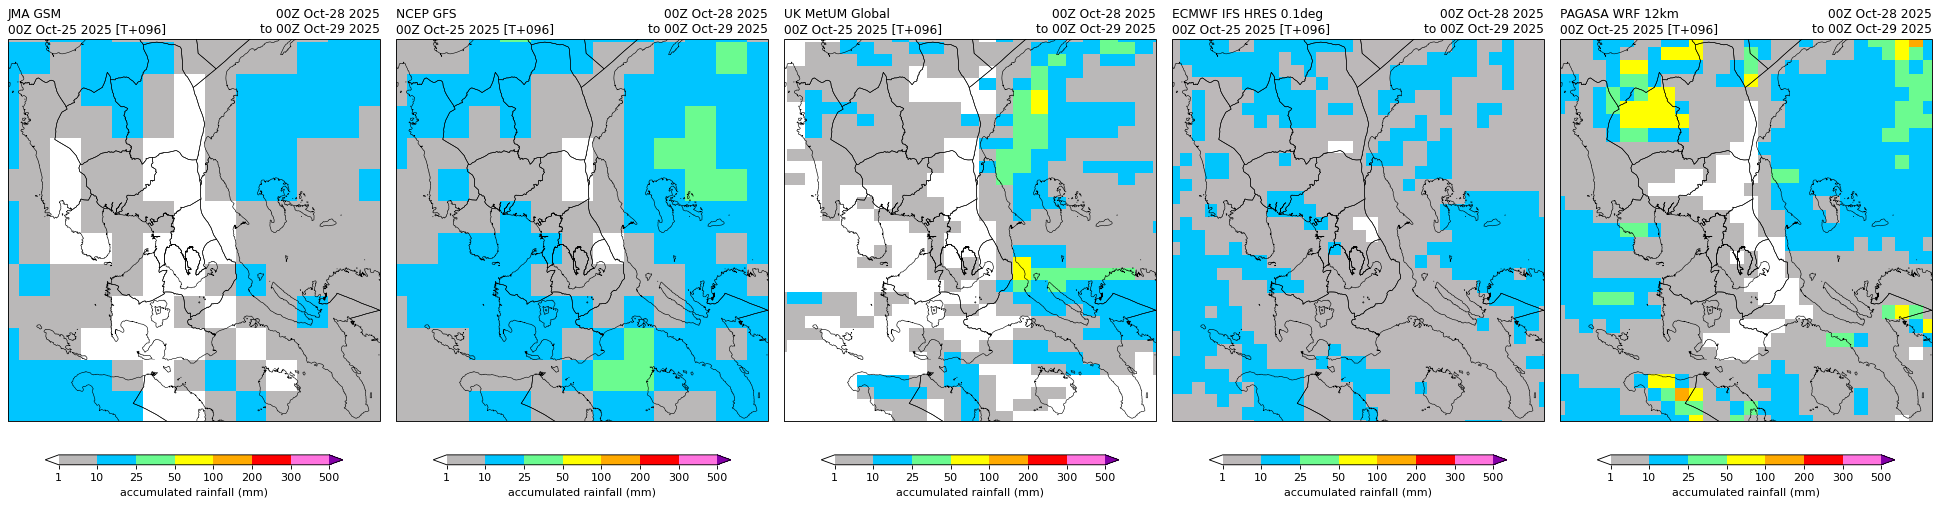 JMA GSM 00Z Oct-28 2025
00Z Oct-25 2025 [T+096] to 00Z Oct-29 2025
1 10 25 50 100 200 300 500
accumulated rainfall (mm)
NCEP GFS 00Z Oct-28 2025
00Z Oct-25 2025 [T+096] to 00Z Oct-29 2025
1 10 25 50 100 200 300 500
accumulated rainfall (mm)
UK MetUM Global 00Z Oct-28 2025
00Z Oct-25 2025 [T+096] to 00Z Oct-29 2025
1 10 25 50 100 200 300 500
accumulated rainfall (mm)
ECMWF IFS HRES 0.1deg 00Z Oct-28 2025
00Z Oct-25 2025 [T+096] to 00Z Oct-29 2025
1 10 25 50 100 200 300 500
accumulated rainfall (mm)
PAGASA WRF 12km 00Z Oct-28 2025
00Z Oct-25 2025 [T+096] to 00Z Oct-29 2025
1 10 25 50 100 200 300 500
accumulated rainfall (mm)